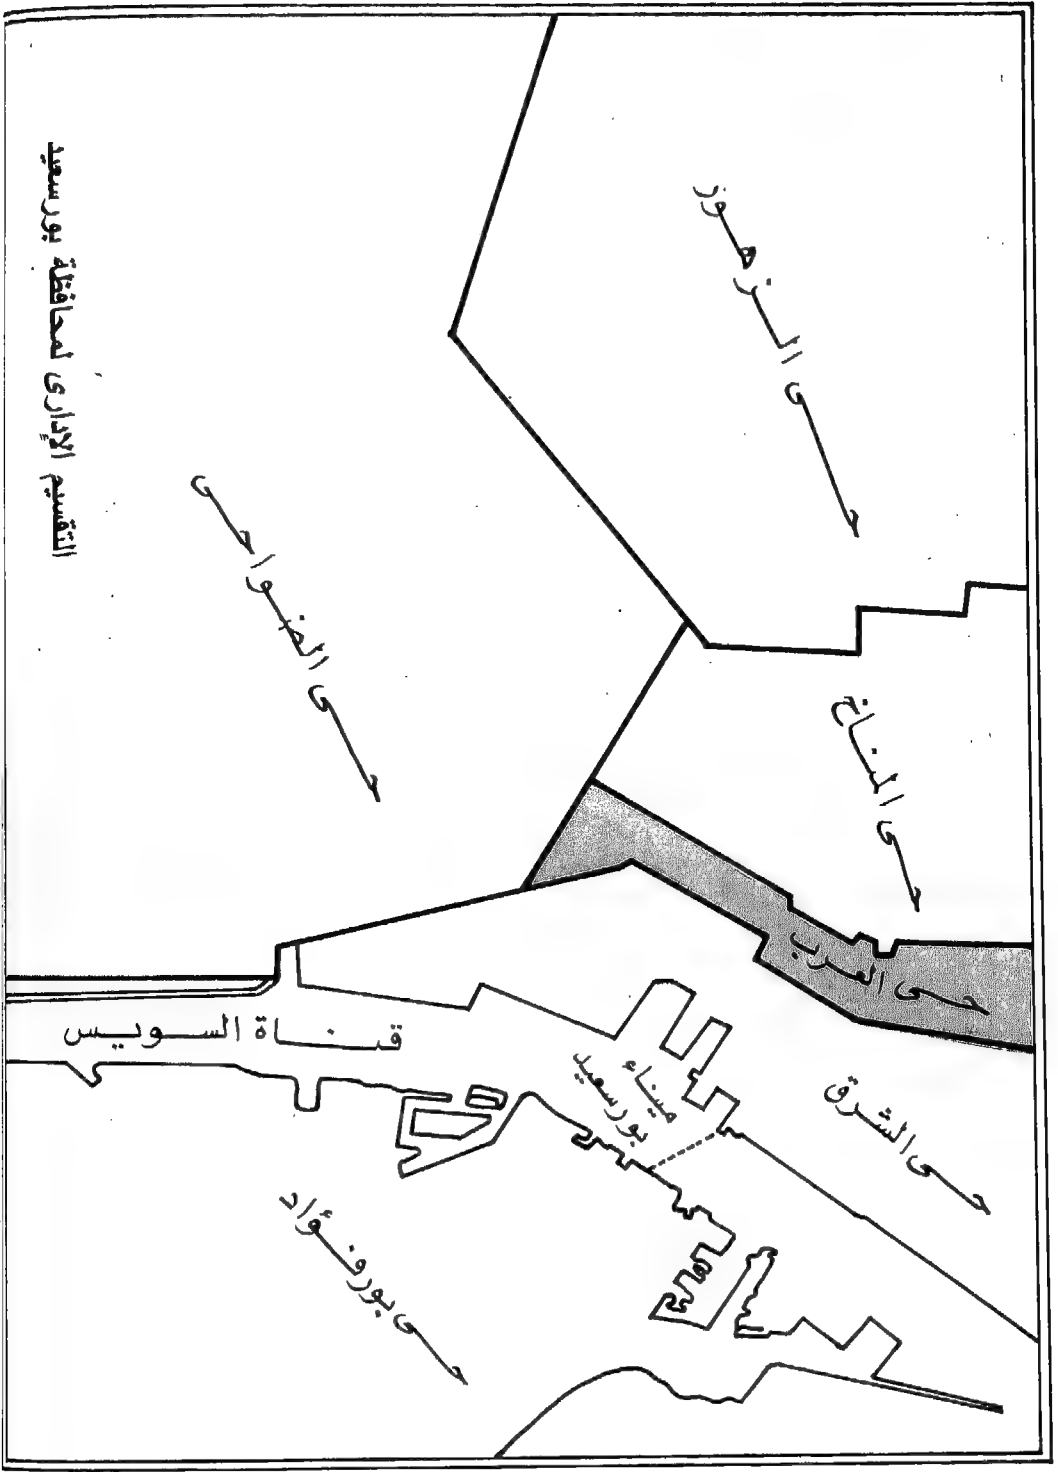 التقسيم الإدارى لمحافظة بورسعيد
حى الزهور
حى المناخ
حى الضواحى
حى العرب
حى الشرق
ميناء
بورسعيد
قناة السويس
حى بورفؤاد